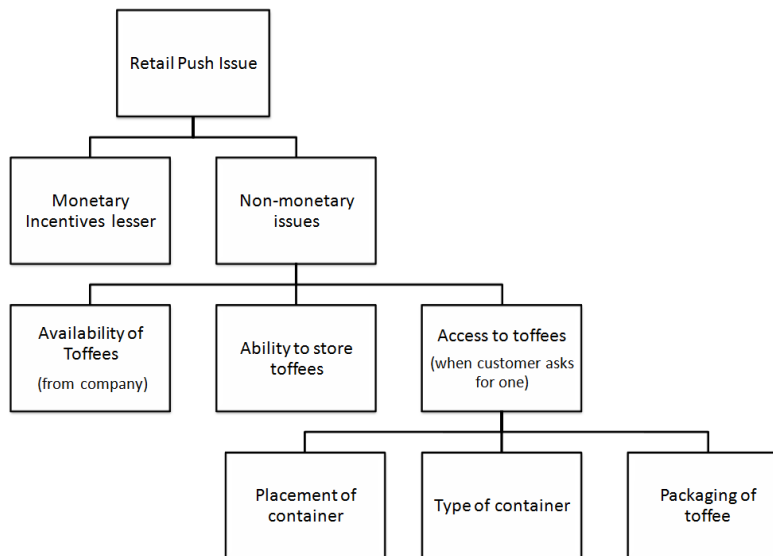 Retail Push Issue
Monetary
Incentives lesser
Non-monetary
issues
Availability of
Toffees
(from company)
Ability to store
toffees
Access to toffees
(when customer asks
for one)
Placement of
container
Type of container
Packaging of
toffee